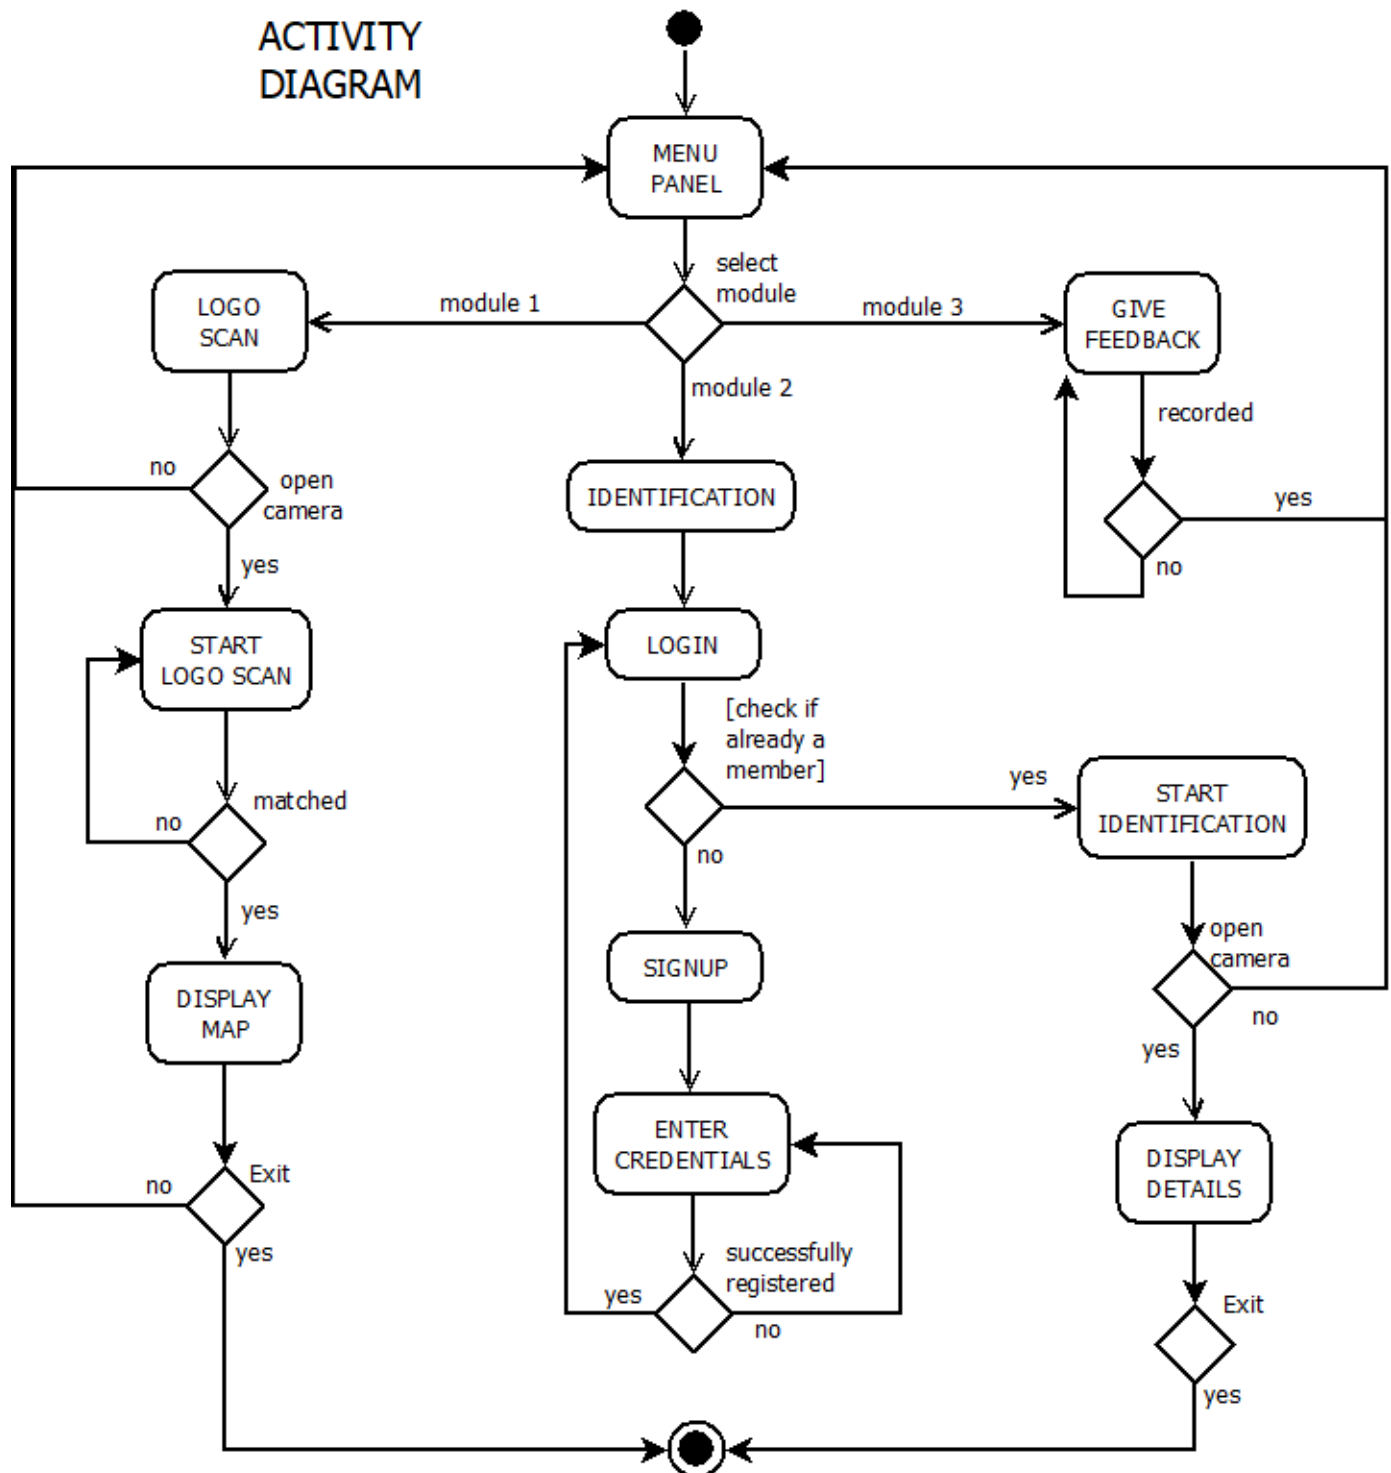 ACTIVITY
DIAGRAM
MENU
PANEL
select
module
module 1
module 3
module 2
LOGO
SCAN
GIVE
FEEDBACK
recorded
no
open
camera
yes
IDENTIFICATION
yes
no
START
LOGO SCAN
LOGIN
[check if
already a
member]
yes
START
IDENTIFICATION
matched
no
no
yes
SIGNUP
open
camera
no
yes
DISPLAY
MAP
ENTER
CREDENTIALS
DISPLAY
DETAILS
Exit
no
yes
successfully
registered
yes
no
Exit
yes